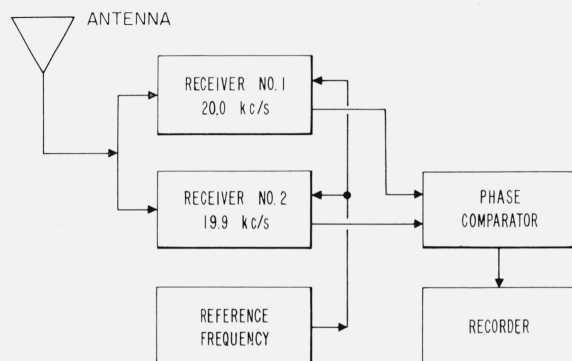 ANTENNA
RECEIVER NO. 1
20.0 kc/s
RECEIVER NO. 2
19.9 kc/s
PHASE
COMPARATOR
REFERENCE
FREQUENCY
RECORDER